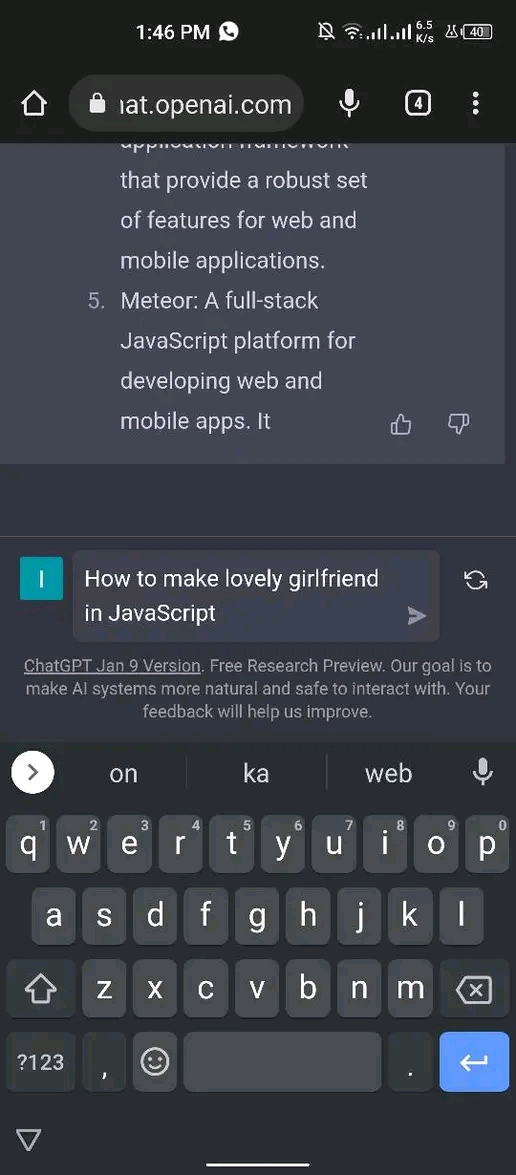 1:46 PM
6.5
K/s
40
at.openai.com
4
application framework
that provide a robust set
of features for web and
mobile applications.
5. Meteor: A full-stack
JavaScript platform for
developing web and
mobile apps. It
I
How to make lovely girlfriend
in JavaScript
ChatGPT Jan 9 Version. Free Research Preview. Our goal is to
make AI systems more natural and safe to interact with. Your
feedback will help us improve.
on ka web
1 2 3 4 5 6 7 8 9 0
q w e r t y u i o p
a s d f g h j k l
z x c v b n m
?123 , .